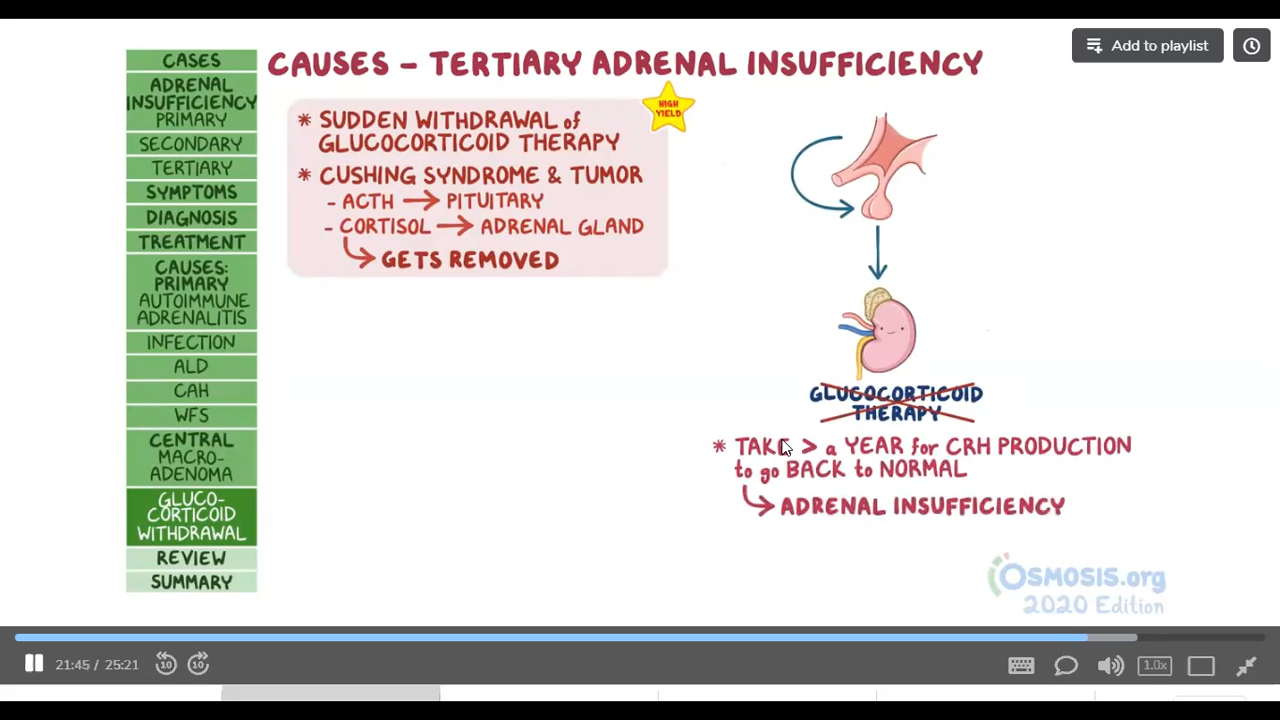 Add to playlist
CAUSES – TERTIARY ADRENAL INSUFFICIENCY
CASES
ADRENAL
INSUFFICIENCY
PRIMARY
SECONDARY
TERTIARY
SYMPTOMS
DIAGNOSIS
TREATMENT
CAUSES:
PRIMARY
AUTOIMMUNE
ADRENALITIS
INFECTION
ALD
CAH
WFS
CENTRAL
MACRO-
ADENOMA
GLUCO-
CORTICOID
WITHDRAWAL
REVIEW
SUMMARY
HIGH
YIELD
* SUDDEN WITHDRAWAL of
GLUCOCORTICOID THERAPY
* CUSHING SYNDROME & TUMOR
- ACTH → PITUITARY
- CORTISOL → ADRENAL GLAND
GETS REMOVED
GLUCOCORTICOID
THERAPY
* TAKE > a YEAR for CRH PRODUCTION
to go BACK to NORMAL
ADRENAL INSUFFICIENCY
OSMOSIS.org
2020 Edition
21:45 / 25:21
10
10
1.0x